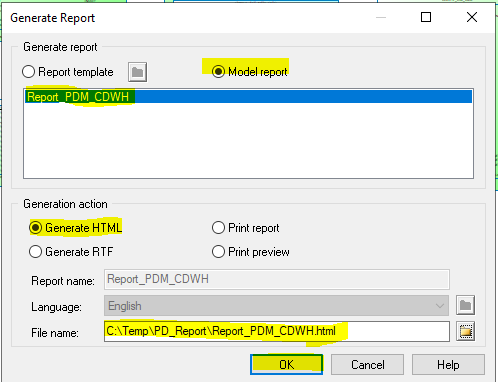 Generate Report
Generate report
Report template
Model report
Report_PDM_CDWH
Generation action
Generate HTML
Print report
Generate RTF
Print preview
Report name: Report_PDM_CDWH
Language: English
File name: C:\Temp\PD_Report\Report_PDM_CDWH.html
OK Cancel Help